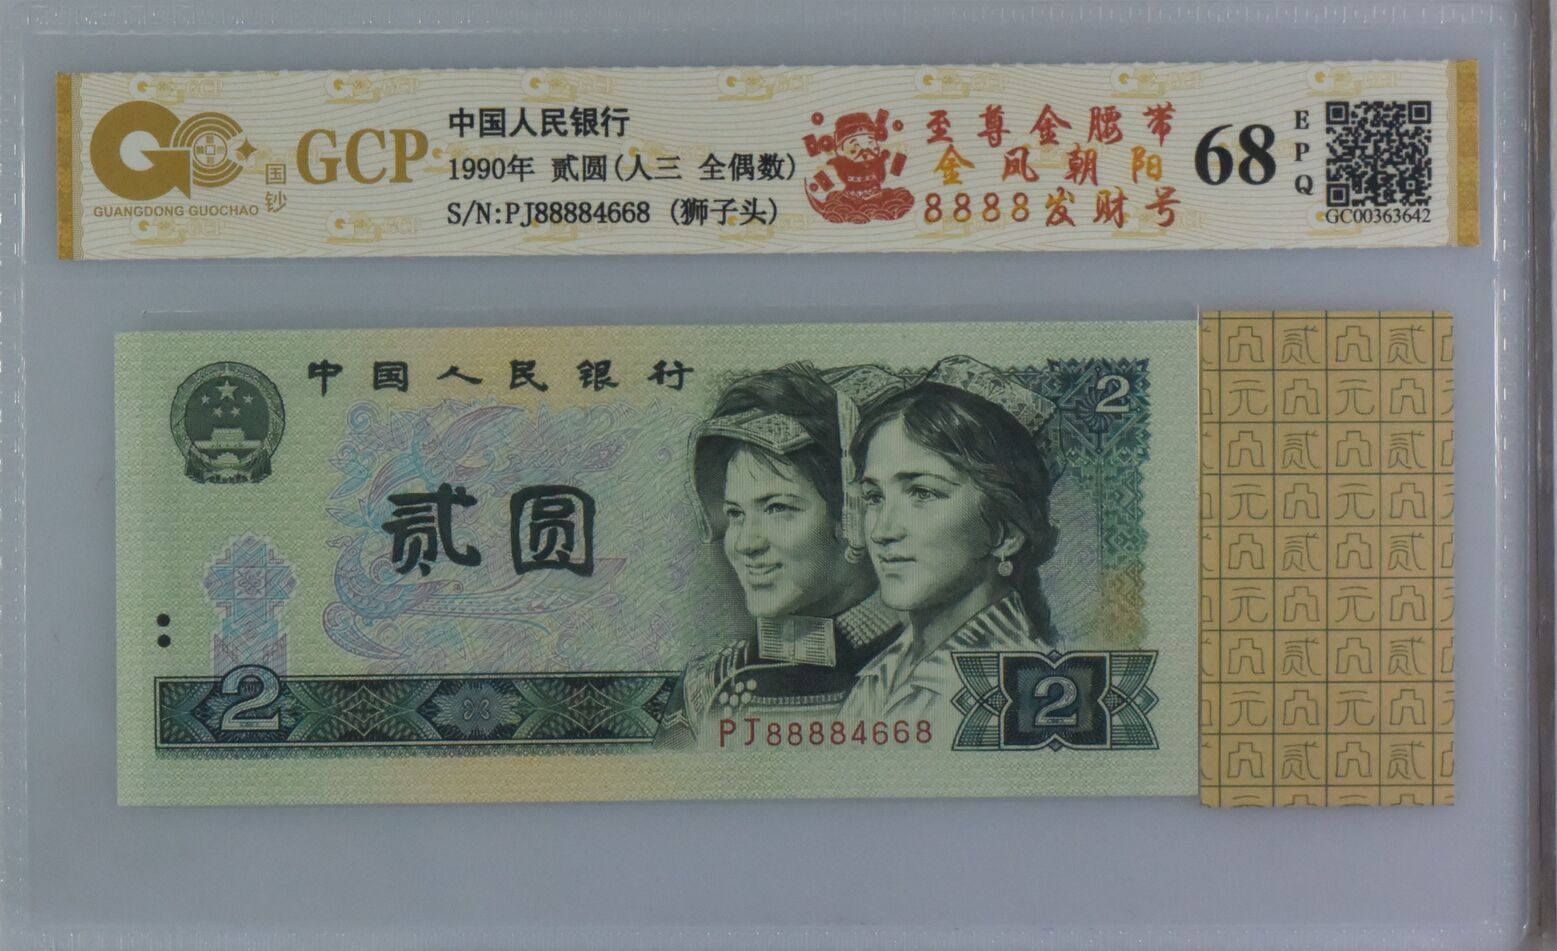 GCP
国钞
GUANGDONG GUOCHAO
中国人民银行
1990年 贰圆(人三 全偶数)
S/N:PJ88884668 (狮子头)
至尊金腰带
金凤朝阳
8888发财号
68
EPQ
GC00363642
中国人民银行
2
贰圆
2
PJ88884668
2